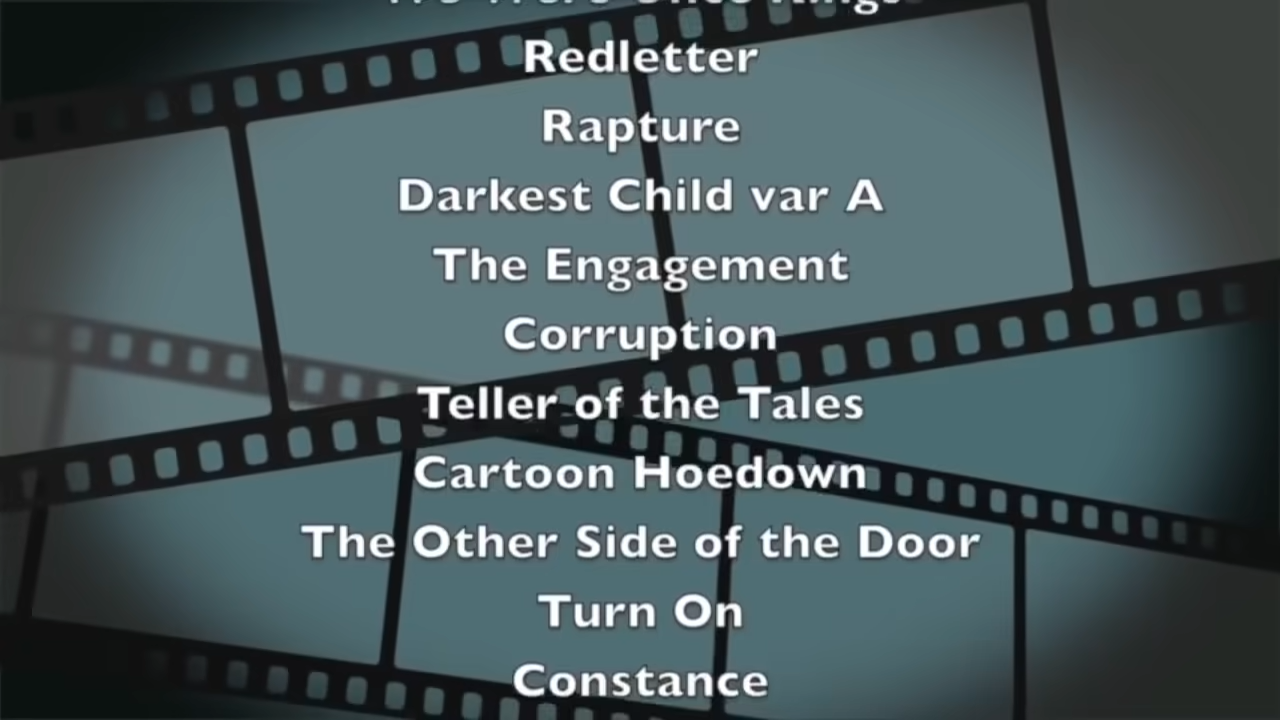 Kings
Redletter
Rapture
Darkest Child var A
The Engagement
Corruption
Teller of the Tales
Cartoon Hoedown
The Other Side of the Door
Turn On
Constance